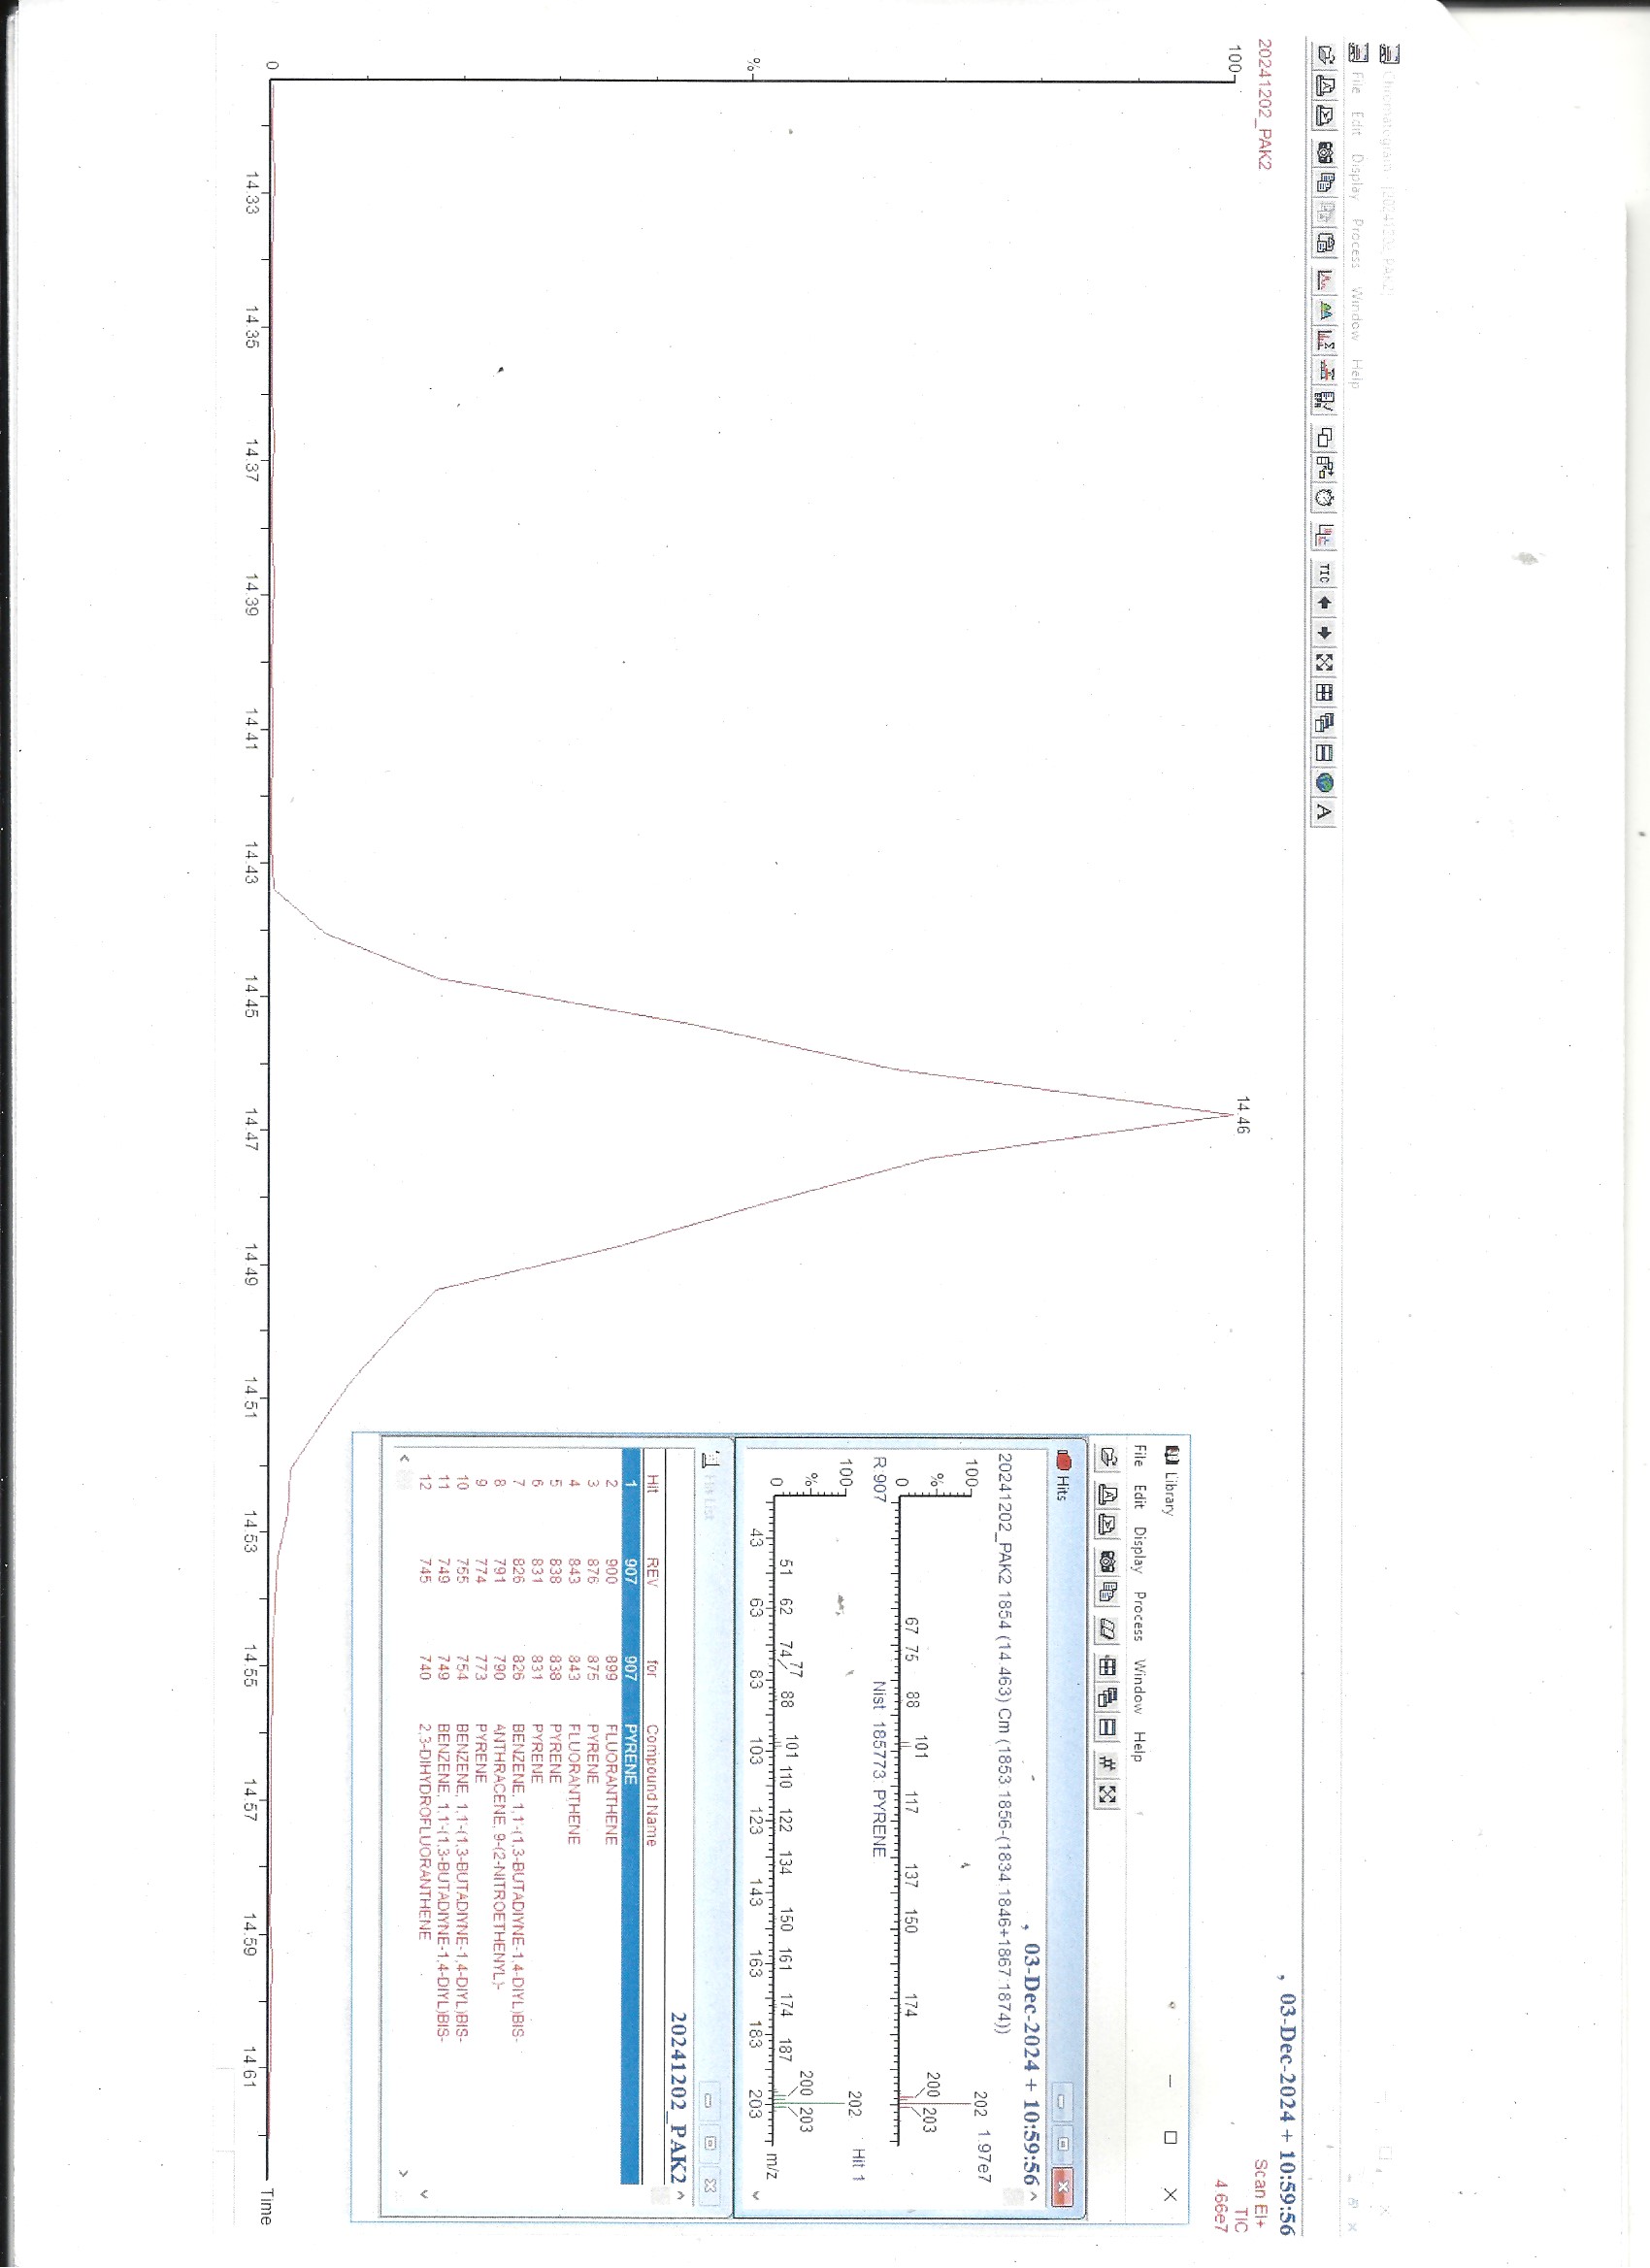 Chromatogram - [20241202_PAK2]
File Edit Display Process Window Help
TIC
A
, 03-Dec-2024 + 10:59:56
20241202_PAK2
Scan EI+
TIC
4.66e7
100
%
0
14.46
14.33 14.35 14.37 14.39 14.41 14.43 14.45 14.47 14.49 14.51 14.53 14.55 14.57 14.59 14.61
Time
Library
File Edit Display Process Window Help
#
Hits
, 03-Dec-2024 + 10:59:56
20241202_PAK2 1854 (14.463) Cm (1853:1856-(1834:1846+1867:1874))
202 1.97e7
100
%
0
67 75 88 101 117 137 150 174 200 203
R:907 Nist 185773: PYRENE Hit 1
202
100
%
0
51 62 74 77 88 101 110 122 134 150 161 174 187 200 203
43 63 83 103 123 143 163 183 203
m/z
Hit List
20241202_PAK2
Hit REV for Compound Name
1 907 907 PYRENE
2 900 899 FLUORANTHENE
3 876 875 PYRENE
4 843 843 FLUORANTHENE
5 838 838 PYRENE
6 831 831 PYRENE
7 826 826 BENZENE, 1,1'-(1,3-BUTADIYNE-1,4-DIYL)BIS-
8 791 790 ANTHRACENE, 9-(2-NITROETHENYL)-
9 774 773 PYRENE
10 755 754 BENZENE, 1,1'-(1,3-BUTADIYNE-1,4-DIYL)BIS-
11 749 749 BENZENE, 1,1'-(1,3-BUTADIYNE-1,4-DIYL)BIS-
12 745 740 2,3-DIHYDROFLUORANTHENE